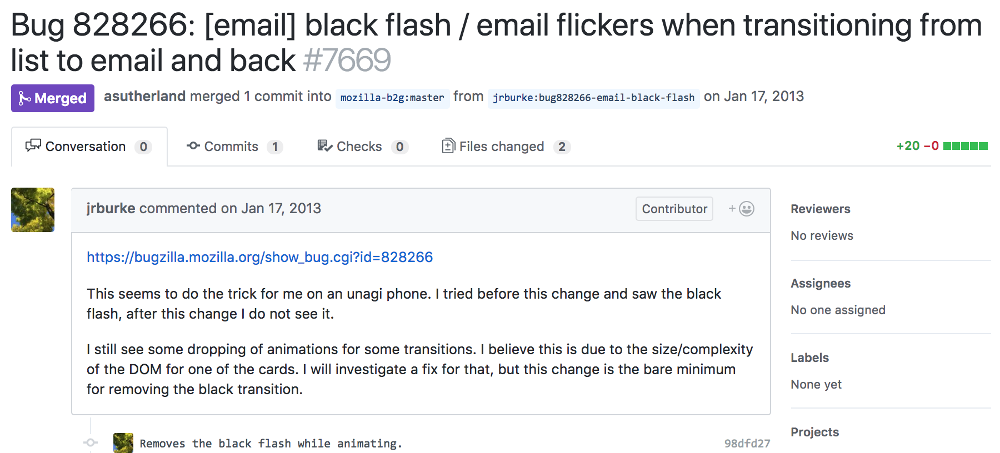 Bug 828266: [email] black flash / email flickers when transitioning from
list to email and back #7669
Merged asutherland merged 1 commit into mozilla-b2g:master from jrburke:bug828266-email-black-flash on Jan 17, 2013
Conversation 0 Commits 1 Checks 0 Files changed 2 +20 −0
jrburke commented on Jan 17, 2013 Contributor +
https://bugzilla.mozilla.org/show_bug.cgi?id=828266
This seems to do the trick for me on an unagi phone. I tried before this change and saw the black
flash, after this change I do not see it.
I still see some dropping of animations for some transitions. I believe this is due to the size/complexity
of the DOM for one of the cards. I will investigate a fix for that, but this change is the bare minimum
for removing the black transition.
Removes the black flash while animating. 98dfd27
Reviewers
No reviews
Assignees
No one assigned
Labels
None yet
Projects